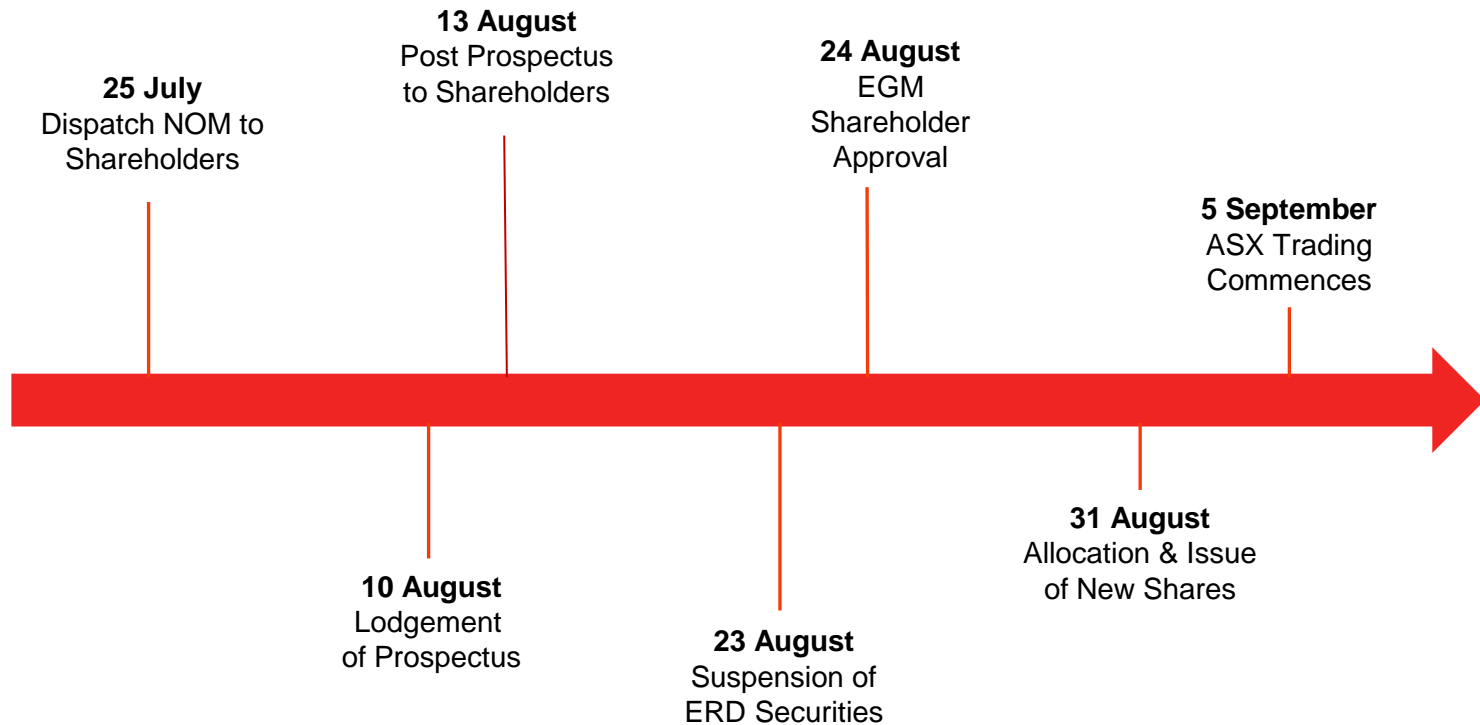 25 July
Dispatch NOM to
Shareholders
10 August
Lodgement
of Prospectus
13 August
Post Prospectus
to Shareholders
23 August
Suspension of
ERD Securities
24 August
EGM
Shareholder
Approval
31 August
Allocation & Issue
of New Shares
5 September
ASX Trading
Commences